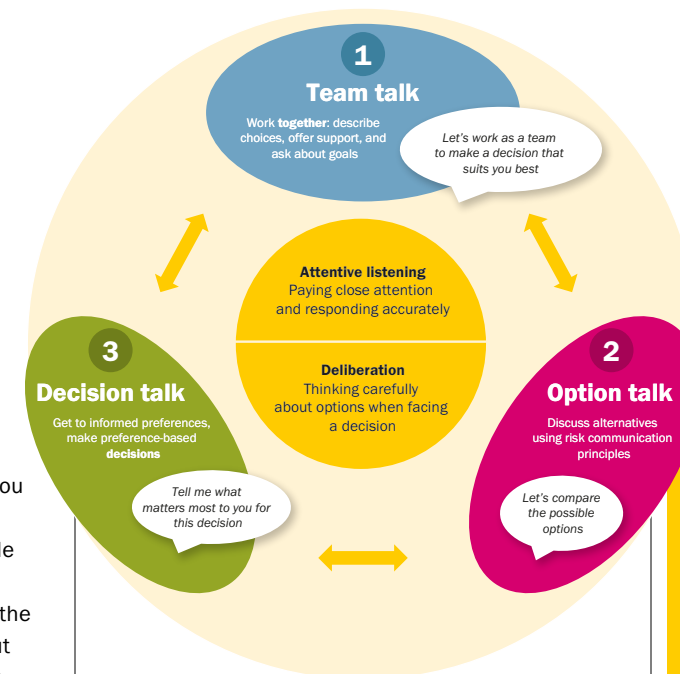 1
Team talk
Work together: describe
choices, offer support, and
ask about goals
Let's work as a team
to make a decision that
suits you best
Attentive listening
Paying close attention
and responding accurately
Deliberation
Thinking carefully
about options when facing
a decision
2
Option talk
Discuss alternatives
using risk communication
principles
Let's compare
the possible
options
3
Decision talk
Get to informed preferences,
make preference-based
decisions
Tell me what
matters most to you for
this decision
the